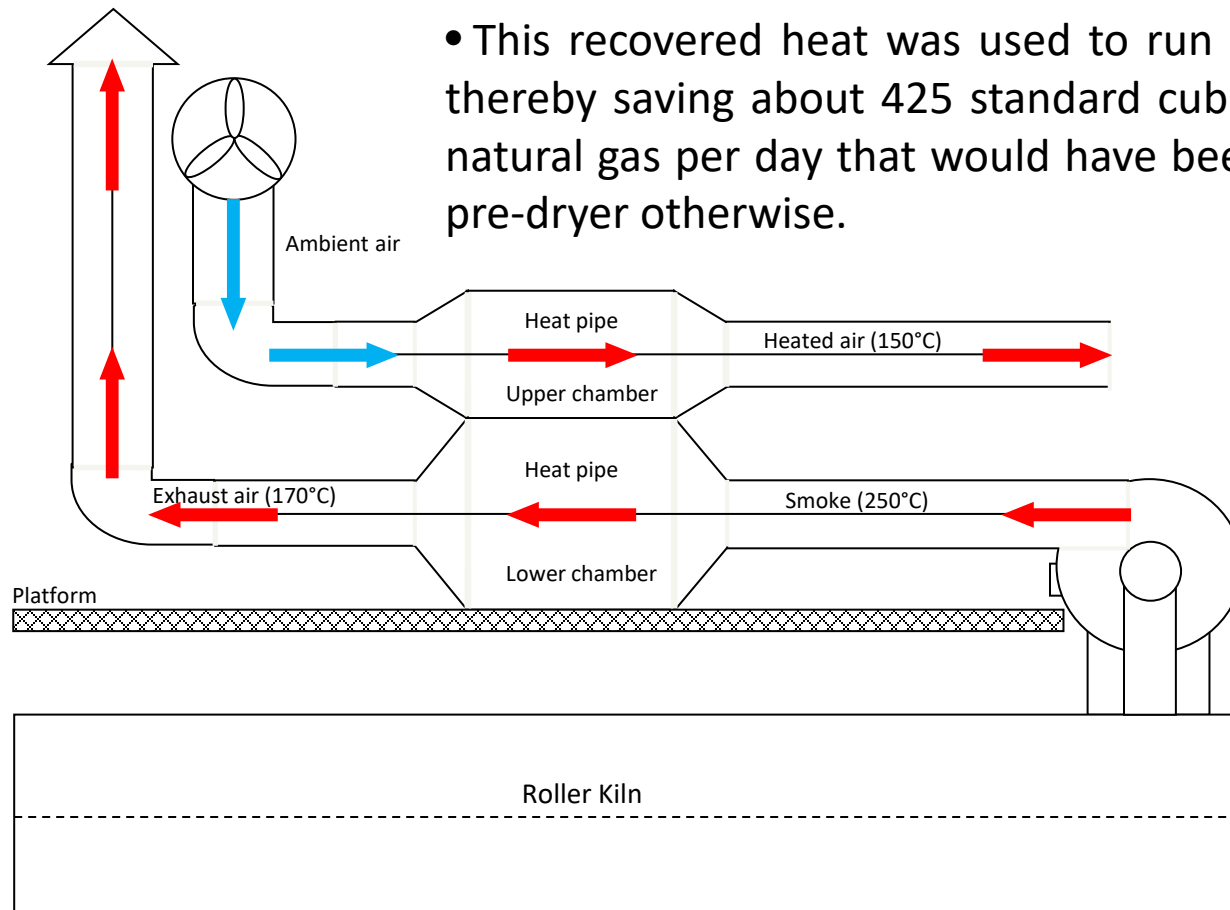 • This recovered heat was used to run
thereby saving about 425 standard cub
natural gas per day that would have bee
pre-dryer otherwise.
Ambient air
Heat pipe
Heated air (150°C)
Upper chamber
Heat pipe
Exhaust air (170°C)
Smoke (250°C)
Lower chamber
Platform
Roller Kiln